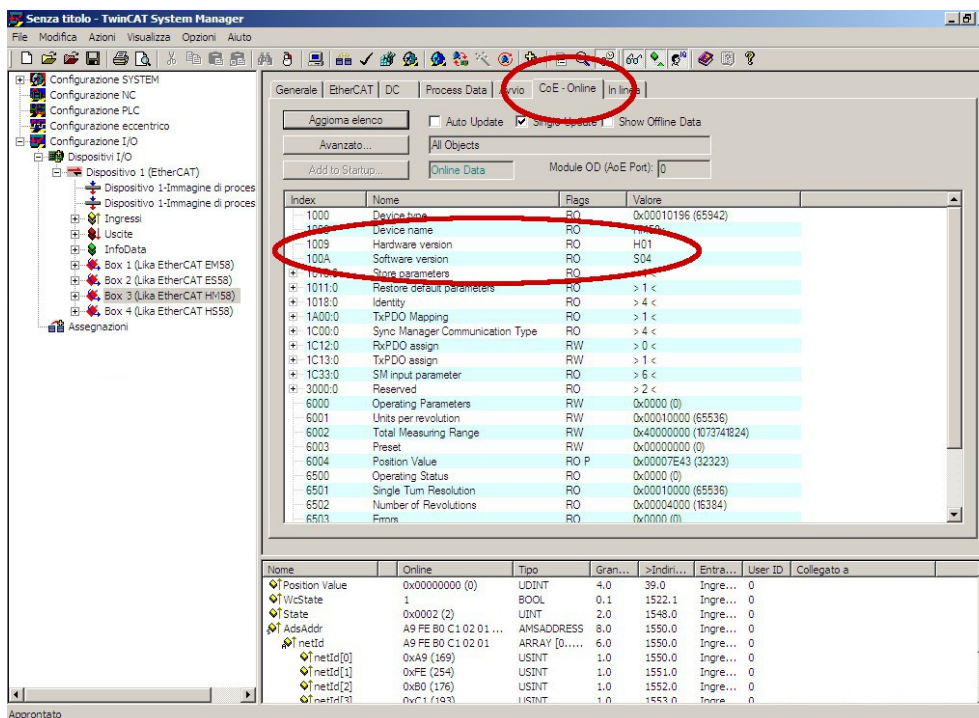 Senza titolo - TwinCAT System Manager
File Modifica Azioni Visualizza Opzioni Aiuto
Configurazione SYSTEM
Configurazione NC
Configurazione PLC
Configurazione eccentrico
Configurazione I/O
Dispositivi I/O
Dispositivo 1 (EtherCAT)
Dispositivo 1-Immagine di proces
Dispositivo 1-Immagine di proces
Ingressi
Uscite
InfoData
Box 1 (Lika EtherCAT EM58)
Box 2 (Lika EtherCAT ES58)
Box 3 (Lika EtherCAT HM58)
Box 4 (Lika EtherCAT HS58)
Assegnazioni
Generale EtherCAT DC Process Data Avvio CoE - Online In linea
Aggiorna elenco Auto Update Single Update Show Offline Data
Avanzato... All Objects
Add to Startup... Online Data Module OD (AoE Port): 0
Index Nome Flags Valore
1000 Device type RO 0x00010196 (65942)
Device name RO
1009 Hardware version RO H01
100A Software version RO S04
Store parameters RO
1011:0 Restore default parameters RO > 1 <
1018:0 Identity RO > 4 <
1A00:0 TxPDO Mapping RO > 1 <
1C00:0 Sync Manager Communication Type RO > 4 <
1C12:0 RxPDO assign RW > 0 <
1C13:0 TxPDO assign RW > 1 <
1C33:0 SM input parameter RO > 6 <
3000:0 Reserved RO > 2 <
6000 Operating Parameters RW 0x0000 (0)
6001 Units per revolution RW 0x00010000 (65536)
6002 Total Measuring Range RW 0x40000000 (1073741824)
6003 Preset RW 0x00000000 (0)
6004 Position Value RO P 0x00007E43 (32323)
6500 Operating Status RO 0x0000 (0)
6501 Single Turn Resolution RO 0x00010000 (65536)
6502 Number of Revolutions RO 0x00004000 (16384)
6503 Errors RO 0x0000 (0)
Nome Online Tipo Gran... >Indiri... Entra... User ID Collegato a
Position Value 0x00000000 (0) UDINT 4.0 39.0 Ingre... 0
WcState 1 BOOL 0.1 1522.1 Ingre... 0
State 0x0002 (2) UINT 2.0 1548.0 Ingre... 0
AdsAddr A9 FE B0 C1 02 01 ... AMSADDRESS 8.0 1550.0 Ingre... 0
netId A9 FE B0 C1 02 01 ARRAY [0..... 6.0 1550.0 Ingre... 0
netId[0] 0xA9 (169) USINT 1.0 1550.0 Ingre... 0
netId[1] 0xFE (254) USINT 1.0 1551.0 Ingre... 0
netId[2] 0xB0 (176) USINT 1.0 1552.0 Ingre... 0
netId[3] 0xC1 (193) USINT 1.0 1553.0 Ingre... 0
Approntato